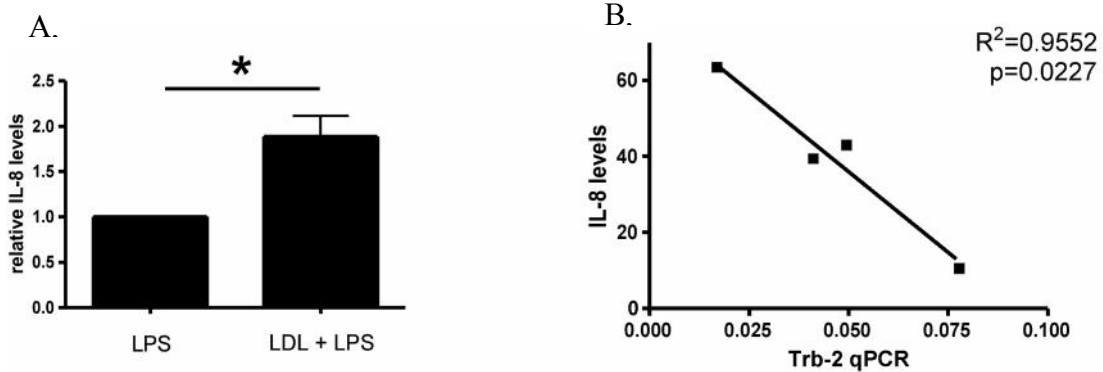 A.
*
relative IL-8 levels
2.5
2.0
1.5
1.0
0.5
0.0
LPS
LDL + LPS
B.
R²=0.9552
p=0.0227
IL-8 levels
60
40
20
0
0.000
0.025
0.050
0.075
0.100
Trb-2 qPCR